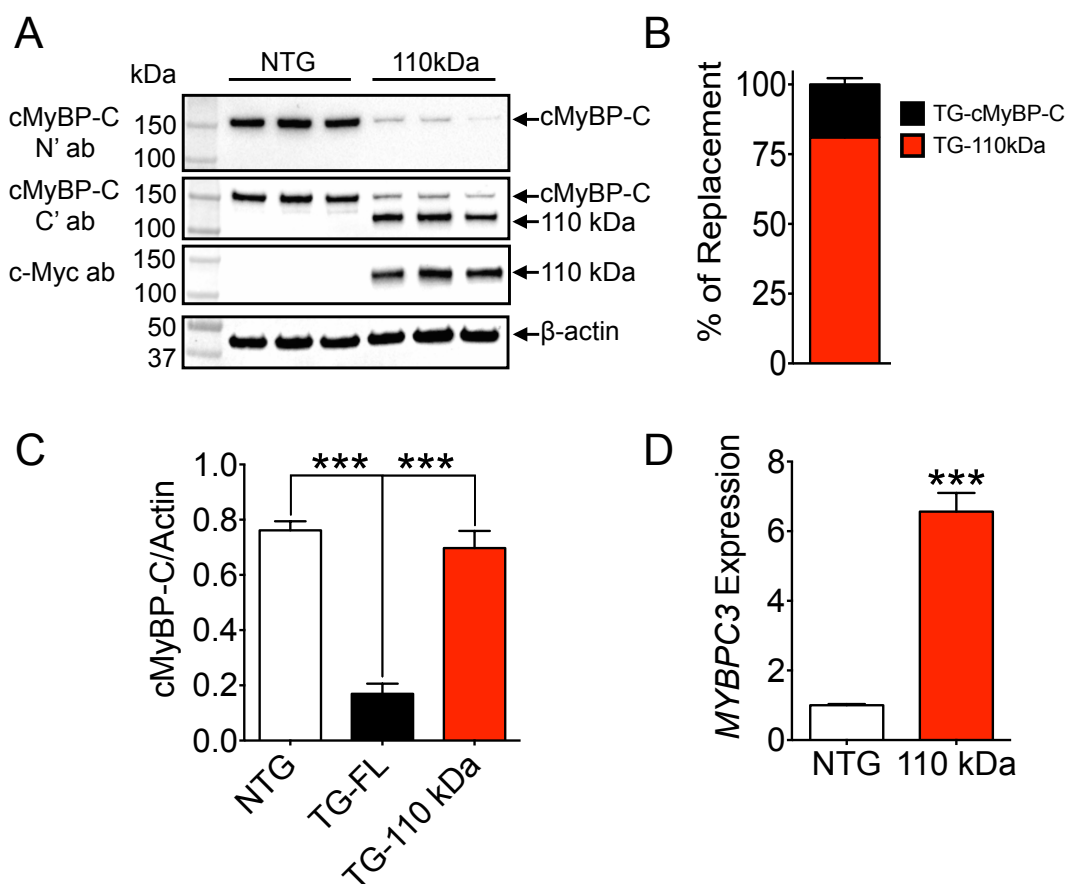 A
kDa
NTG
110kDa
cMyBP-C
N' ab
150
100
cMyBP-C
cMyBP-C
C' ab
150
100
cMyBP-C
110 kDa
c-Myc ab
150
100
110 kDa
50
37
β-actin
B
% of Replacement
100
75
50
25
0
TG-cMyBP-C
TG-110kDa
C
cMyBP-C/Actin
1.0
0.8
0.6
0.4
0.2
0.0
*** ***
NTG
TG-FL
TG-110 kDa
D
MYBPC3 Expression
8
6
4
2
0
***
NTG 110 kDa